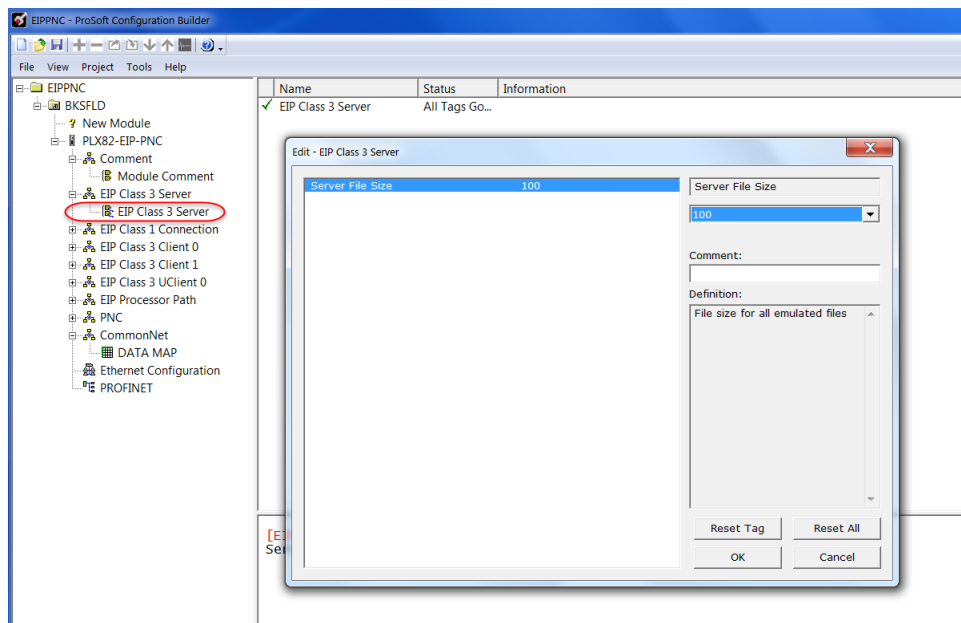 EIPPNC - ProSoft Configuration Builder
File View Project Tools Help
EIPPNC
BKSFLD
New Module
PLX82-EIP-PNC
Comment
Module Comment
EIP Class 3 Server
EIP Class 3 Server
EIP Class 1 Connection
EIP Class 3 Client 0
EIP Class 3 Client 1
EIP Class 3 UClient 0
EIP Processor Path
PNC
CommonNet
DATA MAP
Ethernet Configuration
PROFINET
Name Status Information
EIP Class 3 Server All Tags Go...
Edit - EIP Class 3 Server
Server File Size 100
Server File Size
100
Comment:
Definition:
File size for all emulated files
Reset Tag Reset All
OK Cancel
[EI
Ser